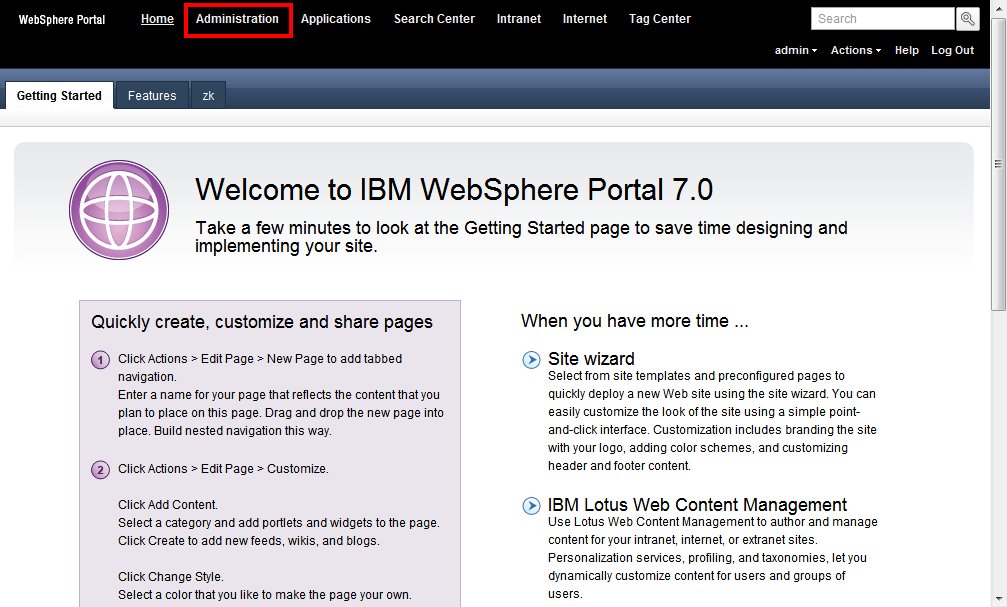 WebSphere Portal Home Administration Applications Search Center Intranet Internet Tag Center Search
admin Actions Help Log Out
Getting Started Features zk
Welcome to IBM WebSphere Portal 7.0
Take a few minutes to look at the Getting Started page to save time designing and
implementing your site.
Quickly create, customize and share pages
1 Click Actions > Edit Page > New Page to add tabbed
navigation.
Enter a name for your page that reflects the content that you
plan to place on this page. Drag and drop the new page into
place. Build nested navigation this way.
2 Click Actions > Edit Page > Customize.
Click Add Content.
Select a category and add portlets and widgets to the page.
Click Create to add new feeds, wikis, and blogs.
Click Change Style.
Select a color that you like to make the page your own.
When you have more time ...
Site wizard
Select from site templates and preconfigured pages to
quickly deploy a new Web site using the site wizard. You can
easily customize the look of the site using a simple point-
and-click interface. Customization includes branding the site
with your logo, adding color schemes, and customizing
header and footer content.
IBM Lotus Web Content Management
Use Lotus Web Content Management to author and manage
content for your intranet, internet, or extranet sites.
Personalization services, profiling, and taxonomies, let you
dynamically customize content for users and groups of
users.